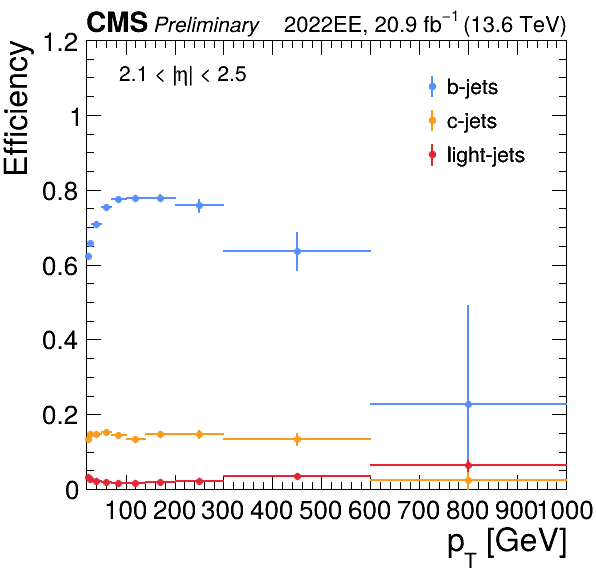 CMS Preliminary 2022EE, 20.9 fb⁻¹ (13.6 TeV)
2.1 < |η| < 2.5
b-jets
c-jets
light-jets
Efficiency
1.2
1
0.8
0.6
0.4
0.2
0
100 200 300 400 500 600 700 800 900 1000
p_T [GeV]